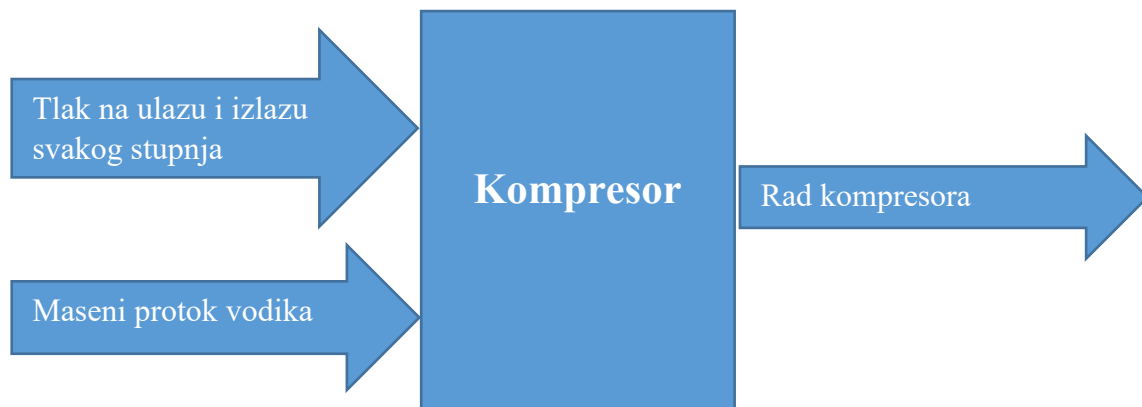 Tlak na ulazu i izlazu
svakog stupnja
Kompresor
Rad kompresora
Maseni protok vodika